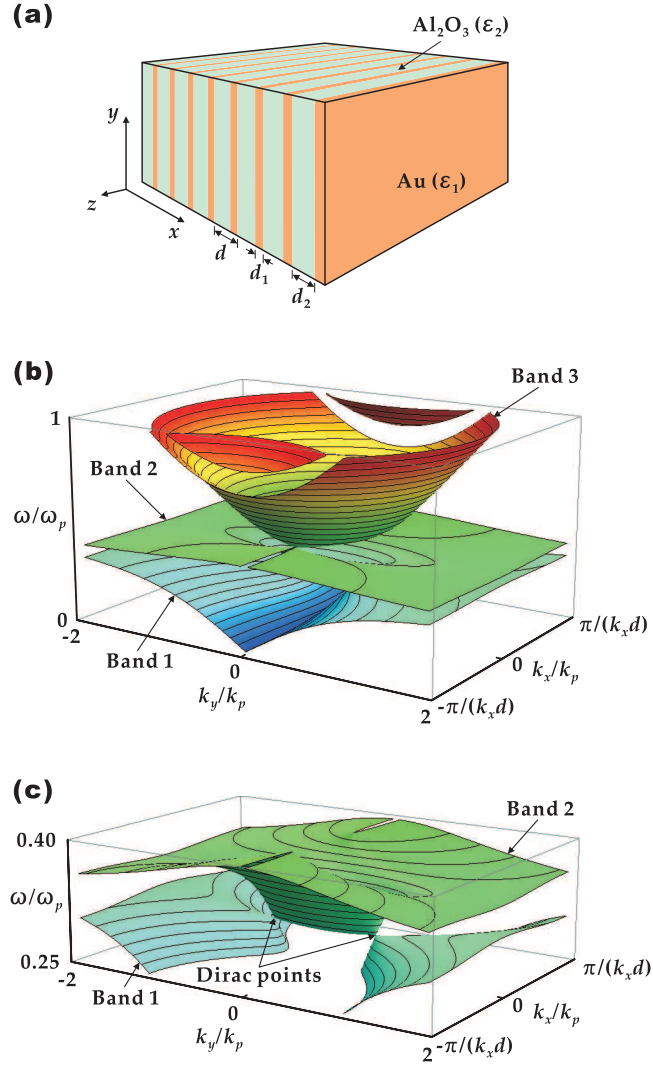 (a)
Al₂O₃ (ε₂)
y
Au (ε₁)
z
x
d
d₁
d₂
(b)
Band 3
1
Band 2
ω/ωₚ
0
-2
Band 1
π/(kₓd)
0
kₓ/kₚ
0
k_y/kₚ
-π/(kₓd)
2
(c)
Band 2
0.40
ω/ωₚ
0.25
-2
Dirac points
Band 1
π/(kₓd)
0
kₓ/kₚ
0
k_y/kₚ
2
-π/(kₓd)